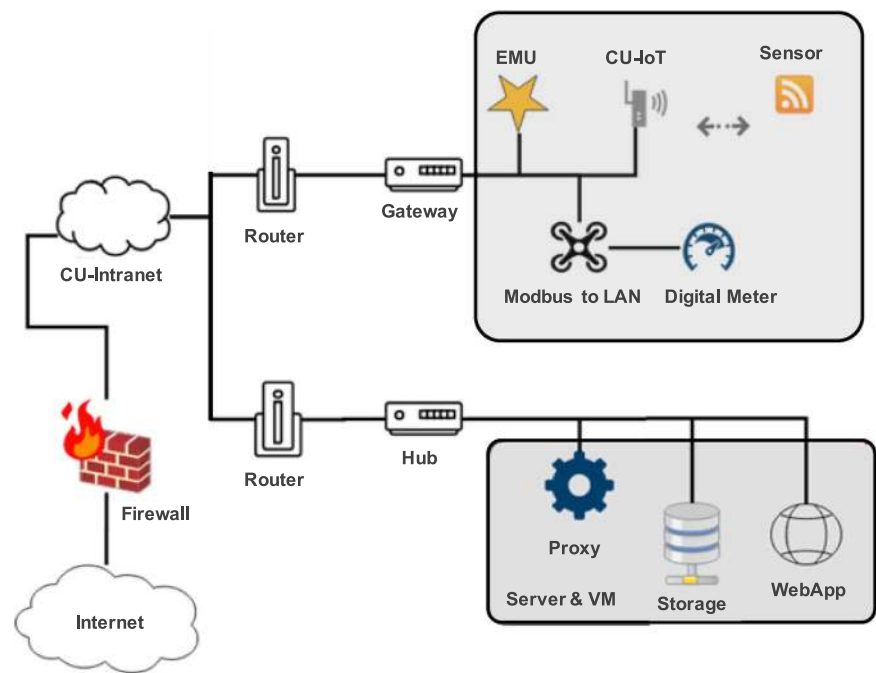 EMU
CU-IoT
Sensor
Gateway
Router
CU-Intranet
Modbus to LAN
Digital Meter
Router
Hub
Firewall
Proxy
Server & VM
Storage
WebApp
Internet